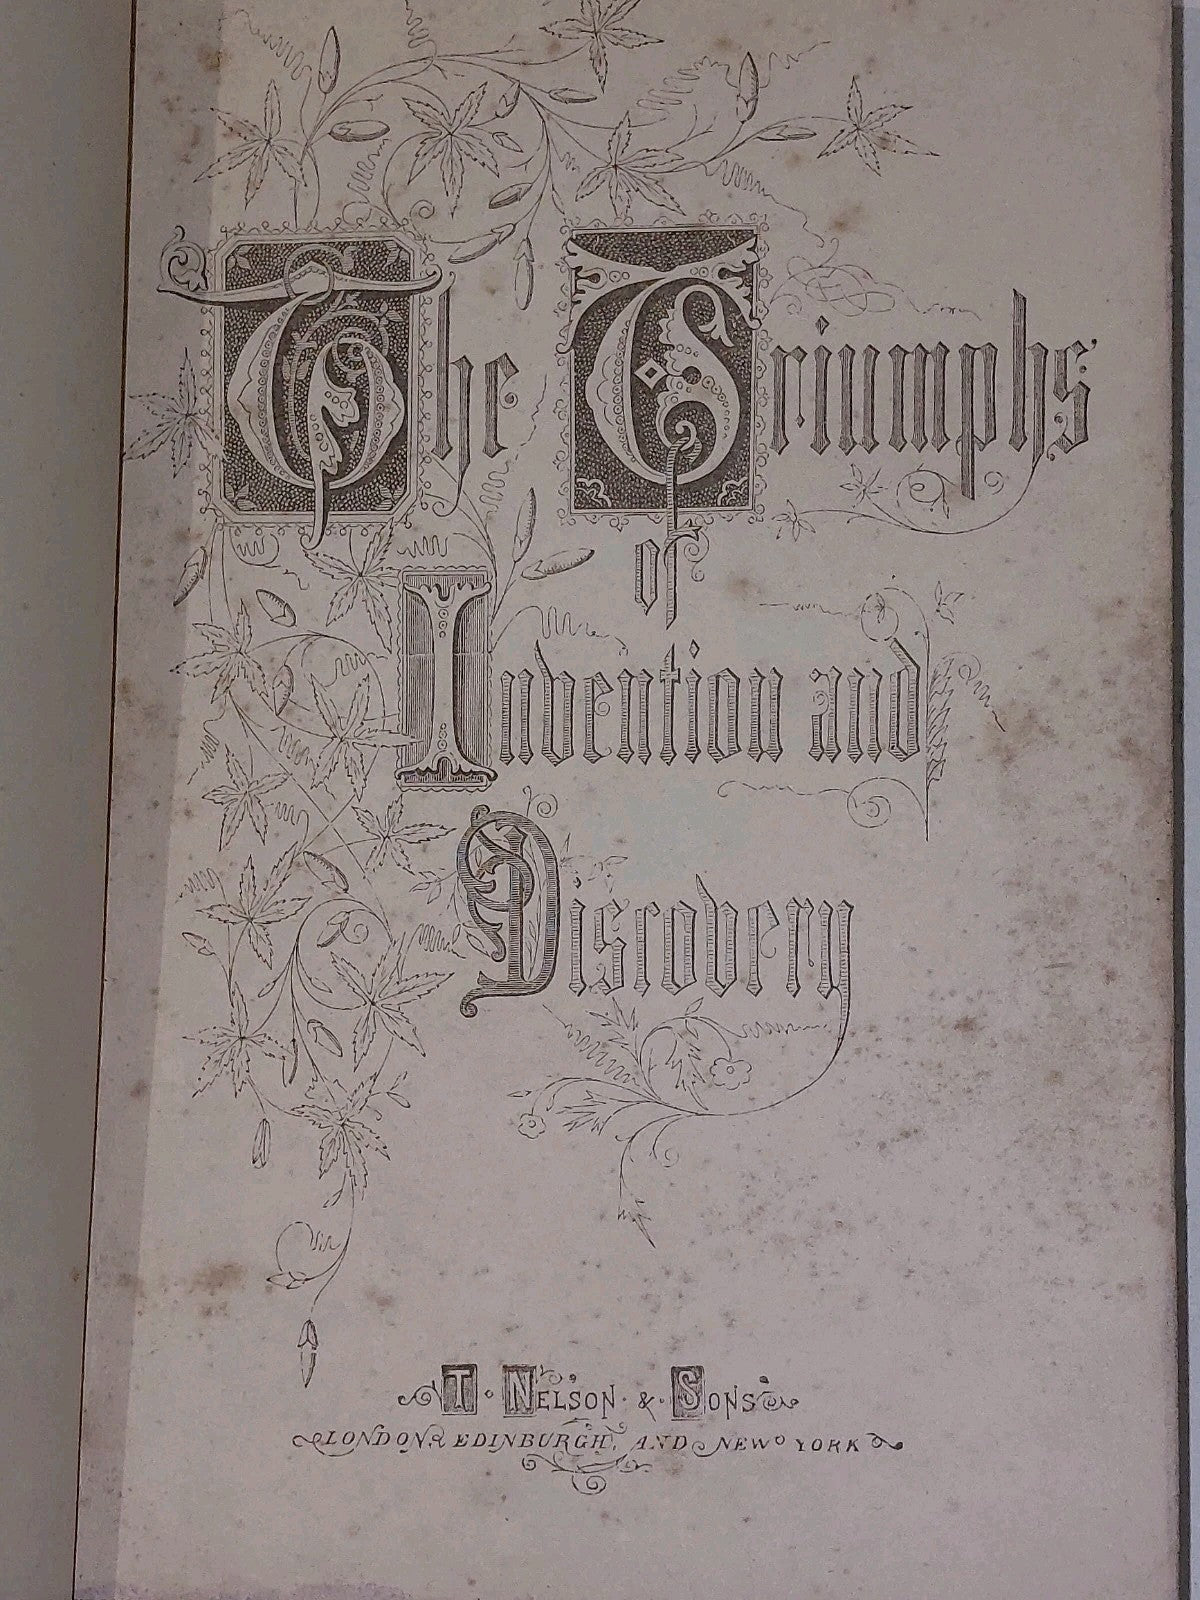 The Triumphs
of
Invention and
Discovery
T. NELSON & SONS
LONDON, EDINBURGH, AND NEW YORK